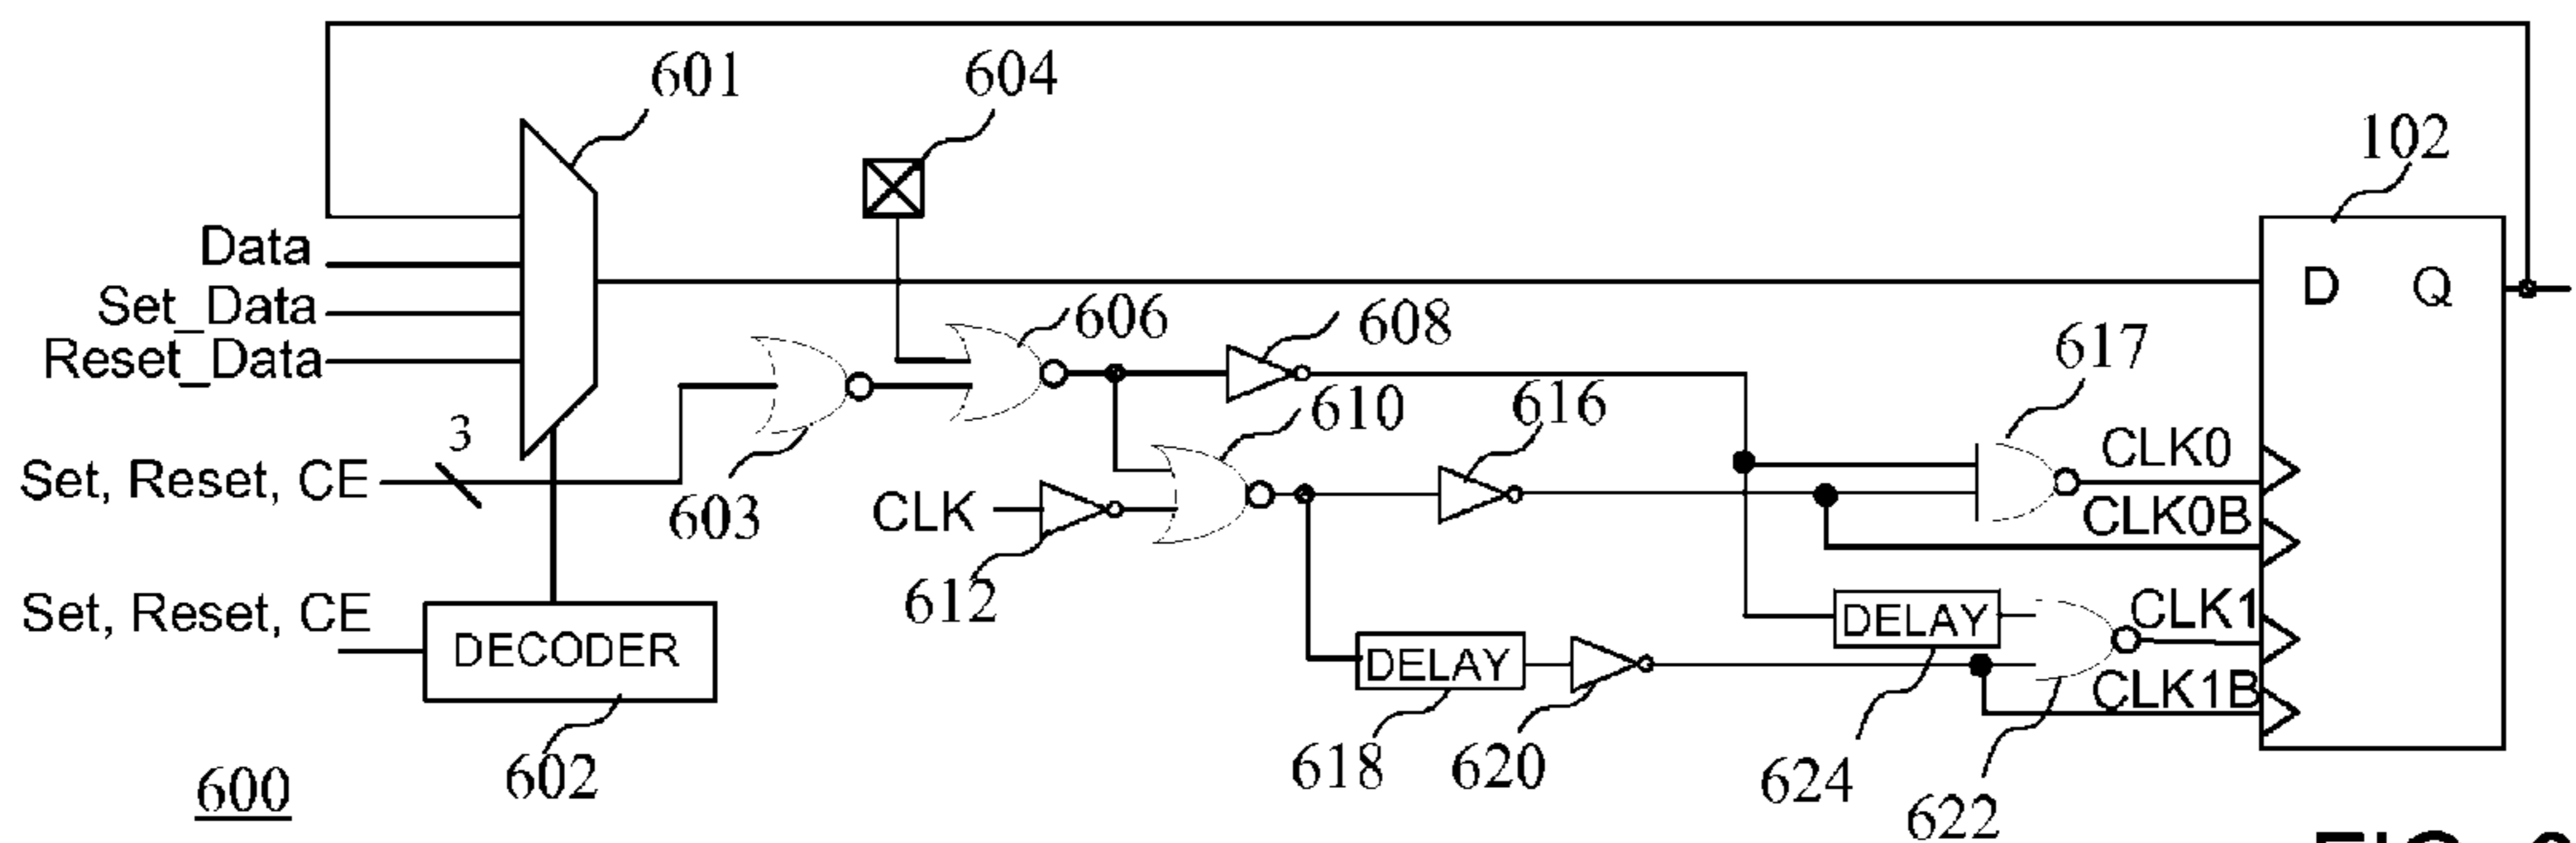 601
604
102
Data
Set_Data
Reset_Data
D Q
606
608
617
3
610
616
CLK0
Set, Reset, CE
603
CLK
CLK0B
612
Set, Reset, CE
DECODER
DELAY
CLK1
DELAY
CLK1B
602
618
620
624
622
600